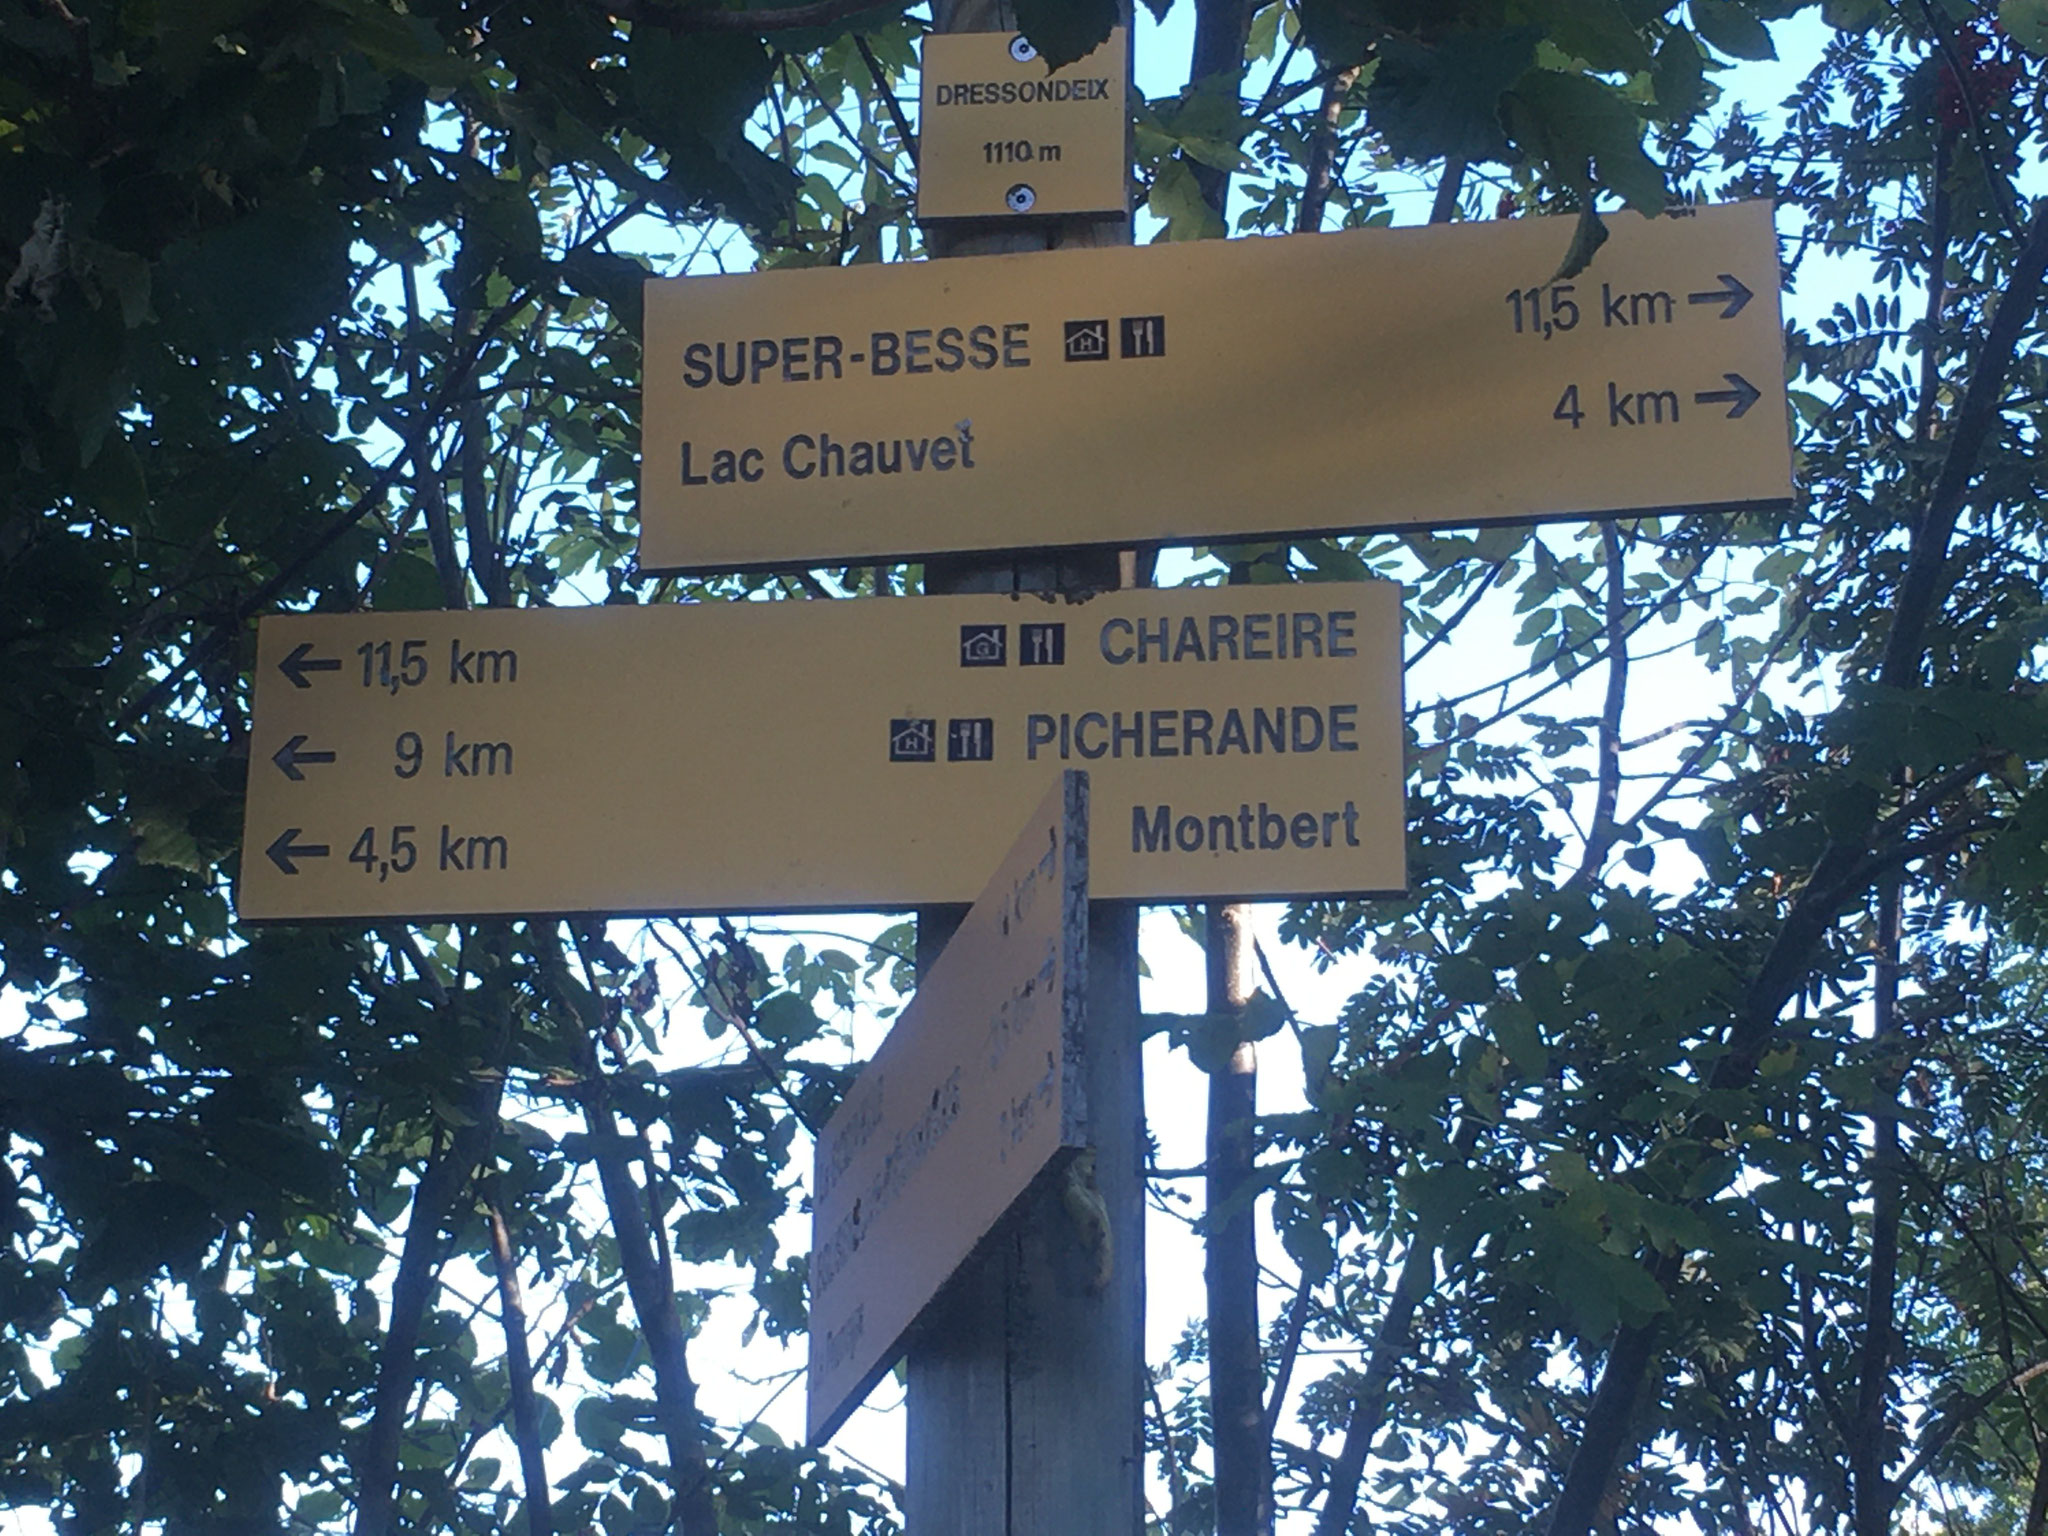 DRESSONDEIX
1110 m
SUPER-BESSE H 11,5 km →
Lac Chauvet 4 km →
← 11,5 km G CHAREIRE
← 9 km H PICHERANDE
← 4,5 km Montbert